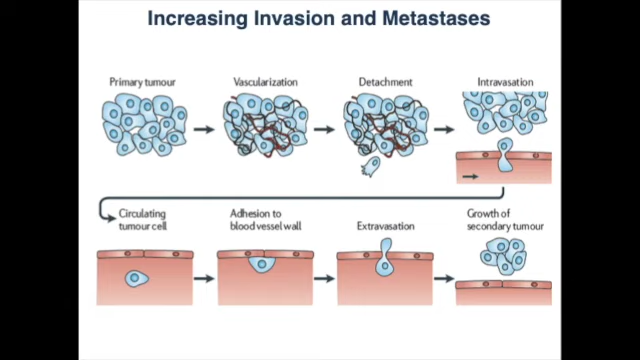 Increasing Invasion and Metastases
Primary tumour
Vascularization
Detachment
Intravasation
Circulating
tumour cell
Adhesion to
blood vessel wall
Extravasation
Growth of
secondary tumour